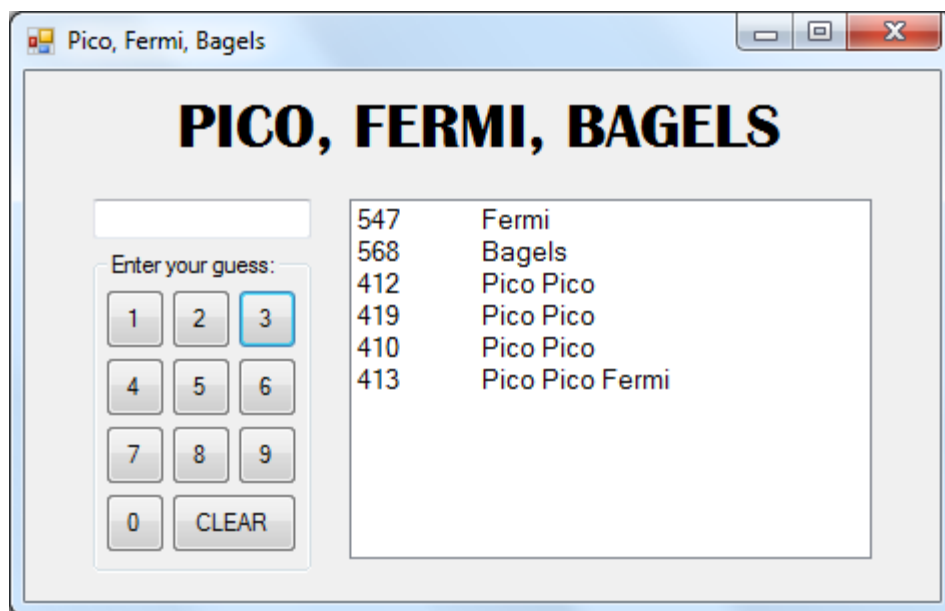 Pico, Fermi, Bagels
PICO, FERMI, BAGELS
547 Fermi
568 Bagels
412 Pico Pico
419 Pico Pico
410 Pico Pico
413 Pico Pico Fermi
Enter your guess:
1 2 3
4 5 6
7 8 9
0 CLEAR